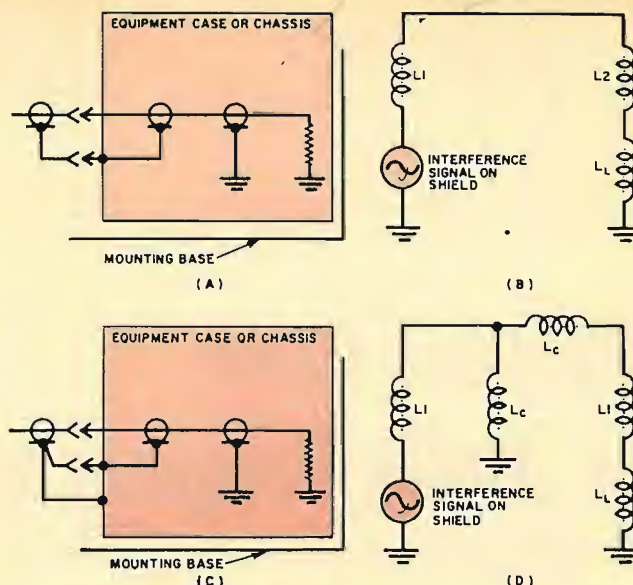 EQUIPMENT CASE OR CHASSIS
MOUNTING BASE
(A)
L1
L2
INTERFERENCE
SIGNAL ON
SHIELD
LL
(B)
EQUIPMENT CASE OR CHASSIS
MOUNTING BASE
(C)
LC
L1
LC
L1
INTERFERENCE
SIGNAL ON
SHIELD
LL
(D)